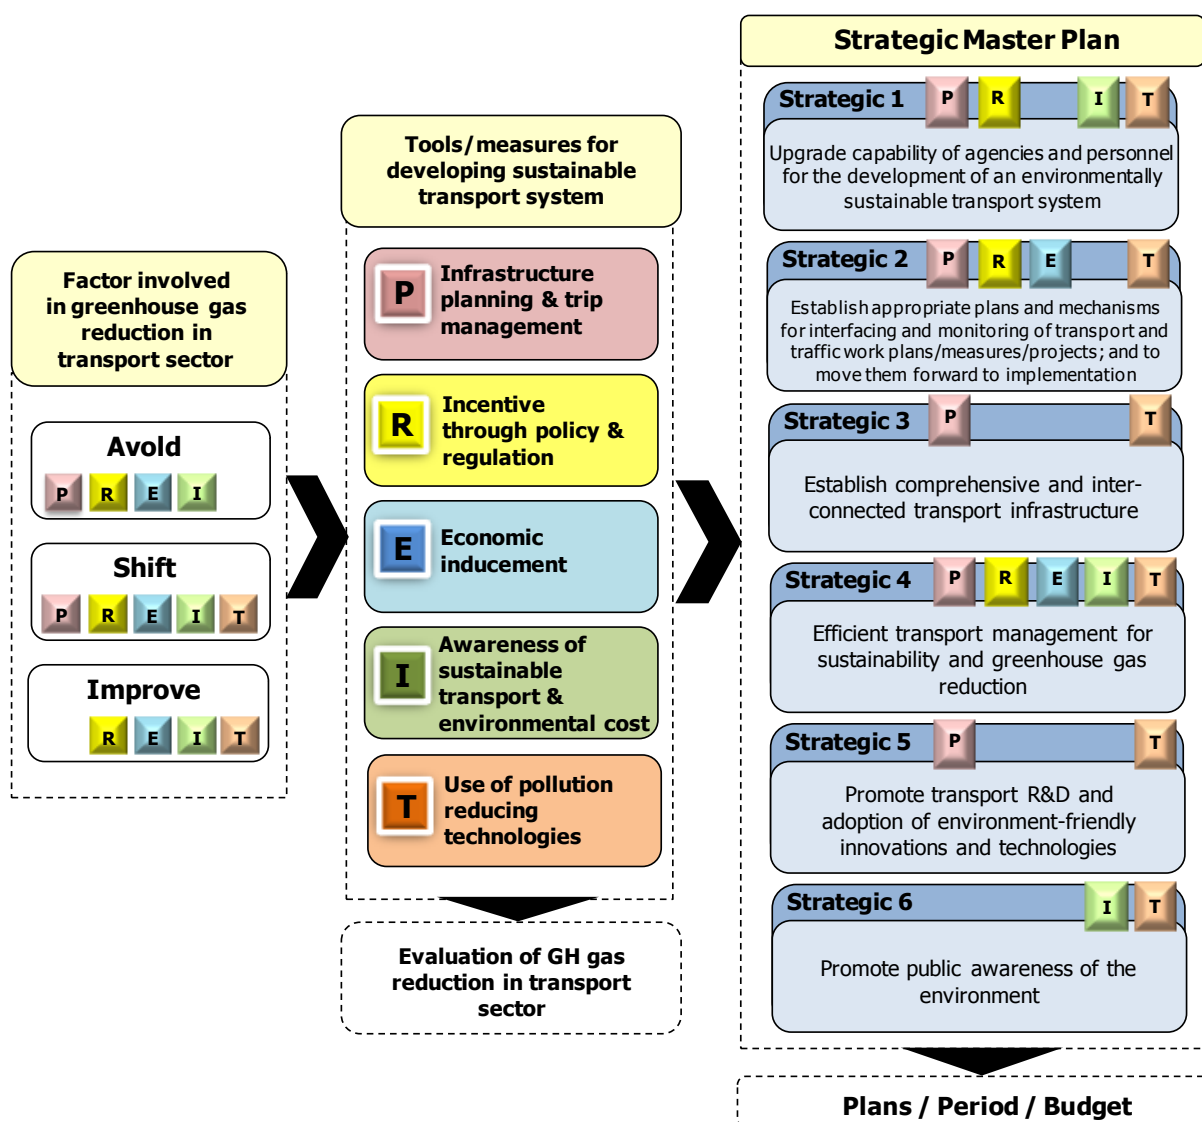 Factor involved
in greenhouse gas
reduction in
transport sector
Avold
P R E I
Shift
P R E I T
Improve
R E I T
Tools/measures for
developing sustainable
transport system
P
Infrastructure
planning & trip
management
R
Incentive
through policy &
regulation
E
Economic
inducement
I
Awareness of
sustainable
transport &
environmental cost
T
Use of pollution
reducing
technologies
Evaluation of GH gas
reduction in transport
sector
Strategic Master Plan
Strategic 1 P R I T
Upgrade capability of agencies and personnel
for the development of an environmentally
sustainable transport system
Strategic 2 P R E T
Establish appropriate plans and mechanisms
for interfacing and monitoring of transport and
traffic work plans/measures/projects; and to
move them forward to implementation
Strategic 3 P T
Establish comprehensive and inter-
connected transport infrastructure
Strategic 4 P R E I T
Efficient transport management for
sustainability and greenhouse gas
reduction
Strategic 5 P T
Promote transport R&D and
adoption of environment-friendly
innovations and technologies
Strategic 6 I T
Promote public awareness of the
environment
Plans / Period / Budget